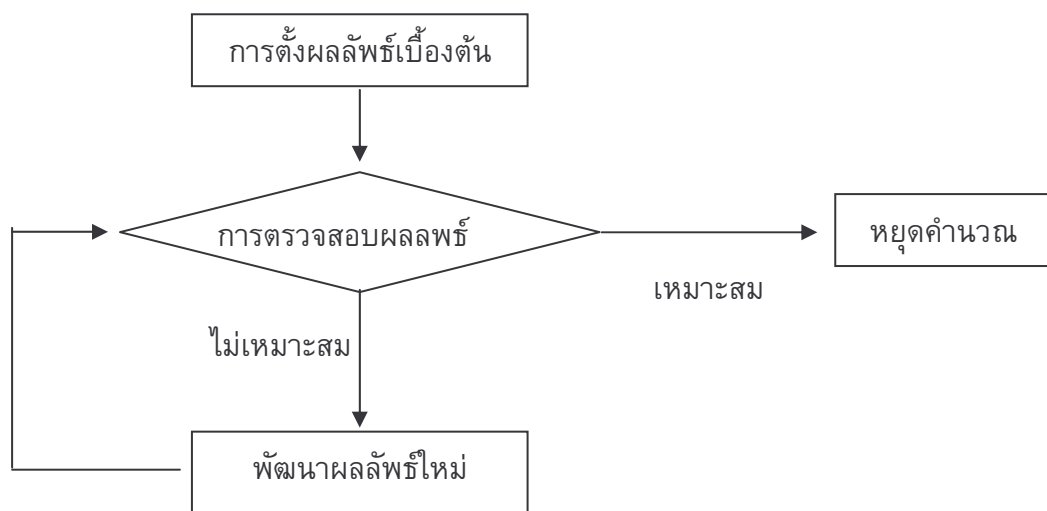 การตั้งผลลัพธ์เบื้องต้น
การตรวจสอบผลลพธ์
หยุดคำนวณ
เหมาะสม
ไม่เหมาะสม
พัฒนาผลลัพธ์ใหม่